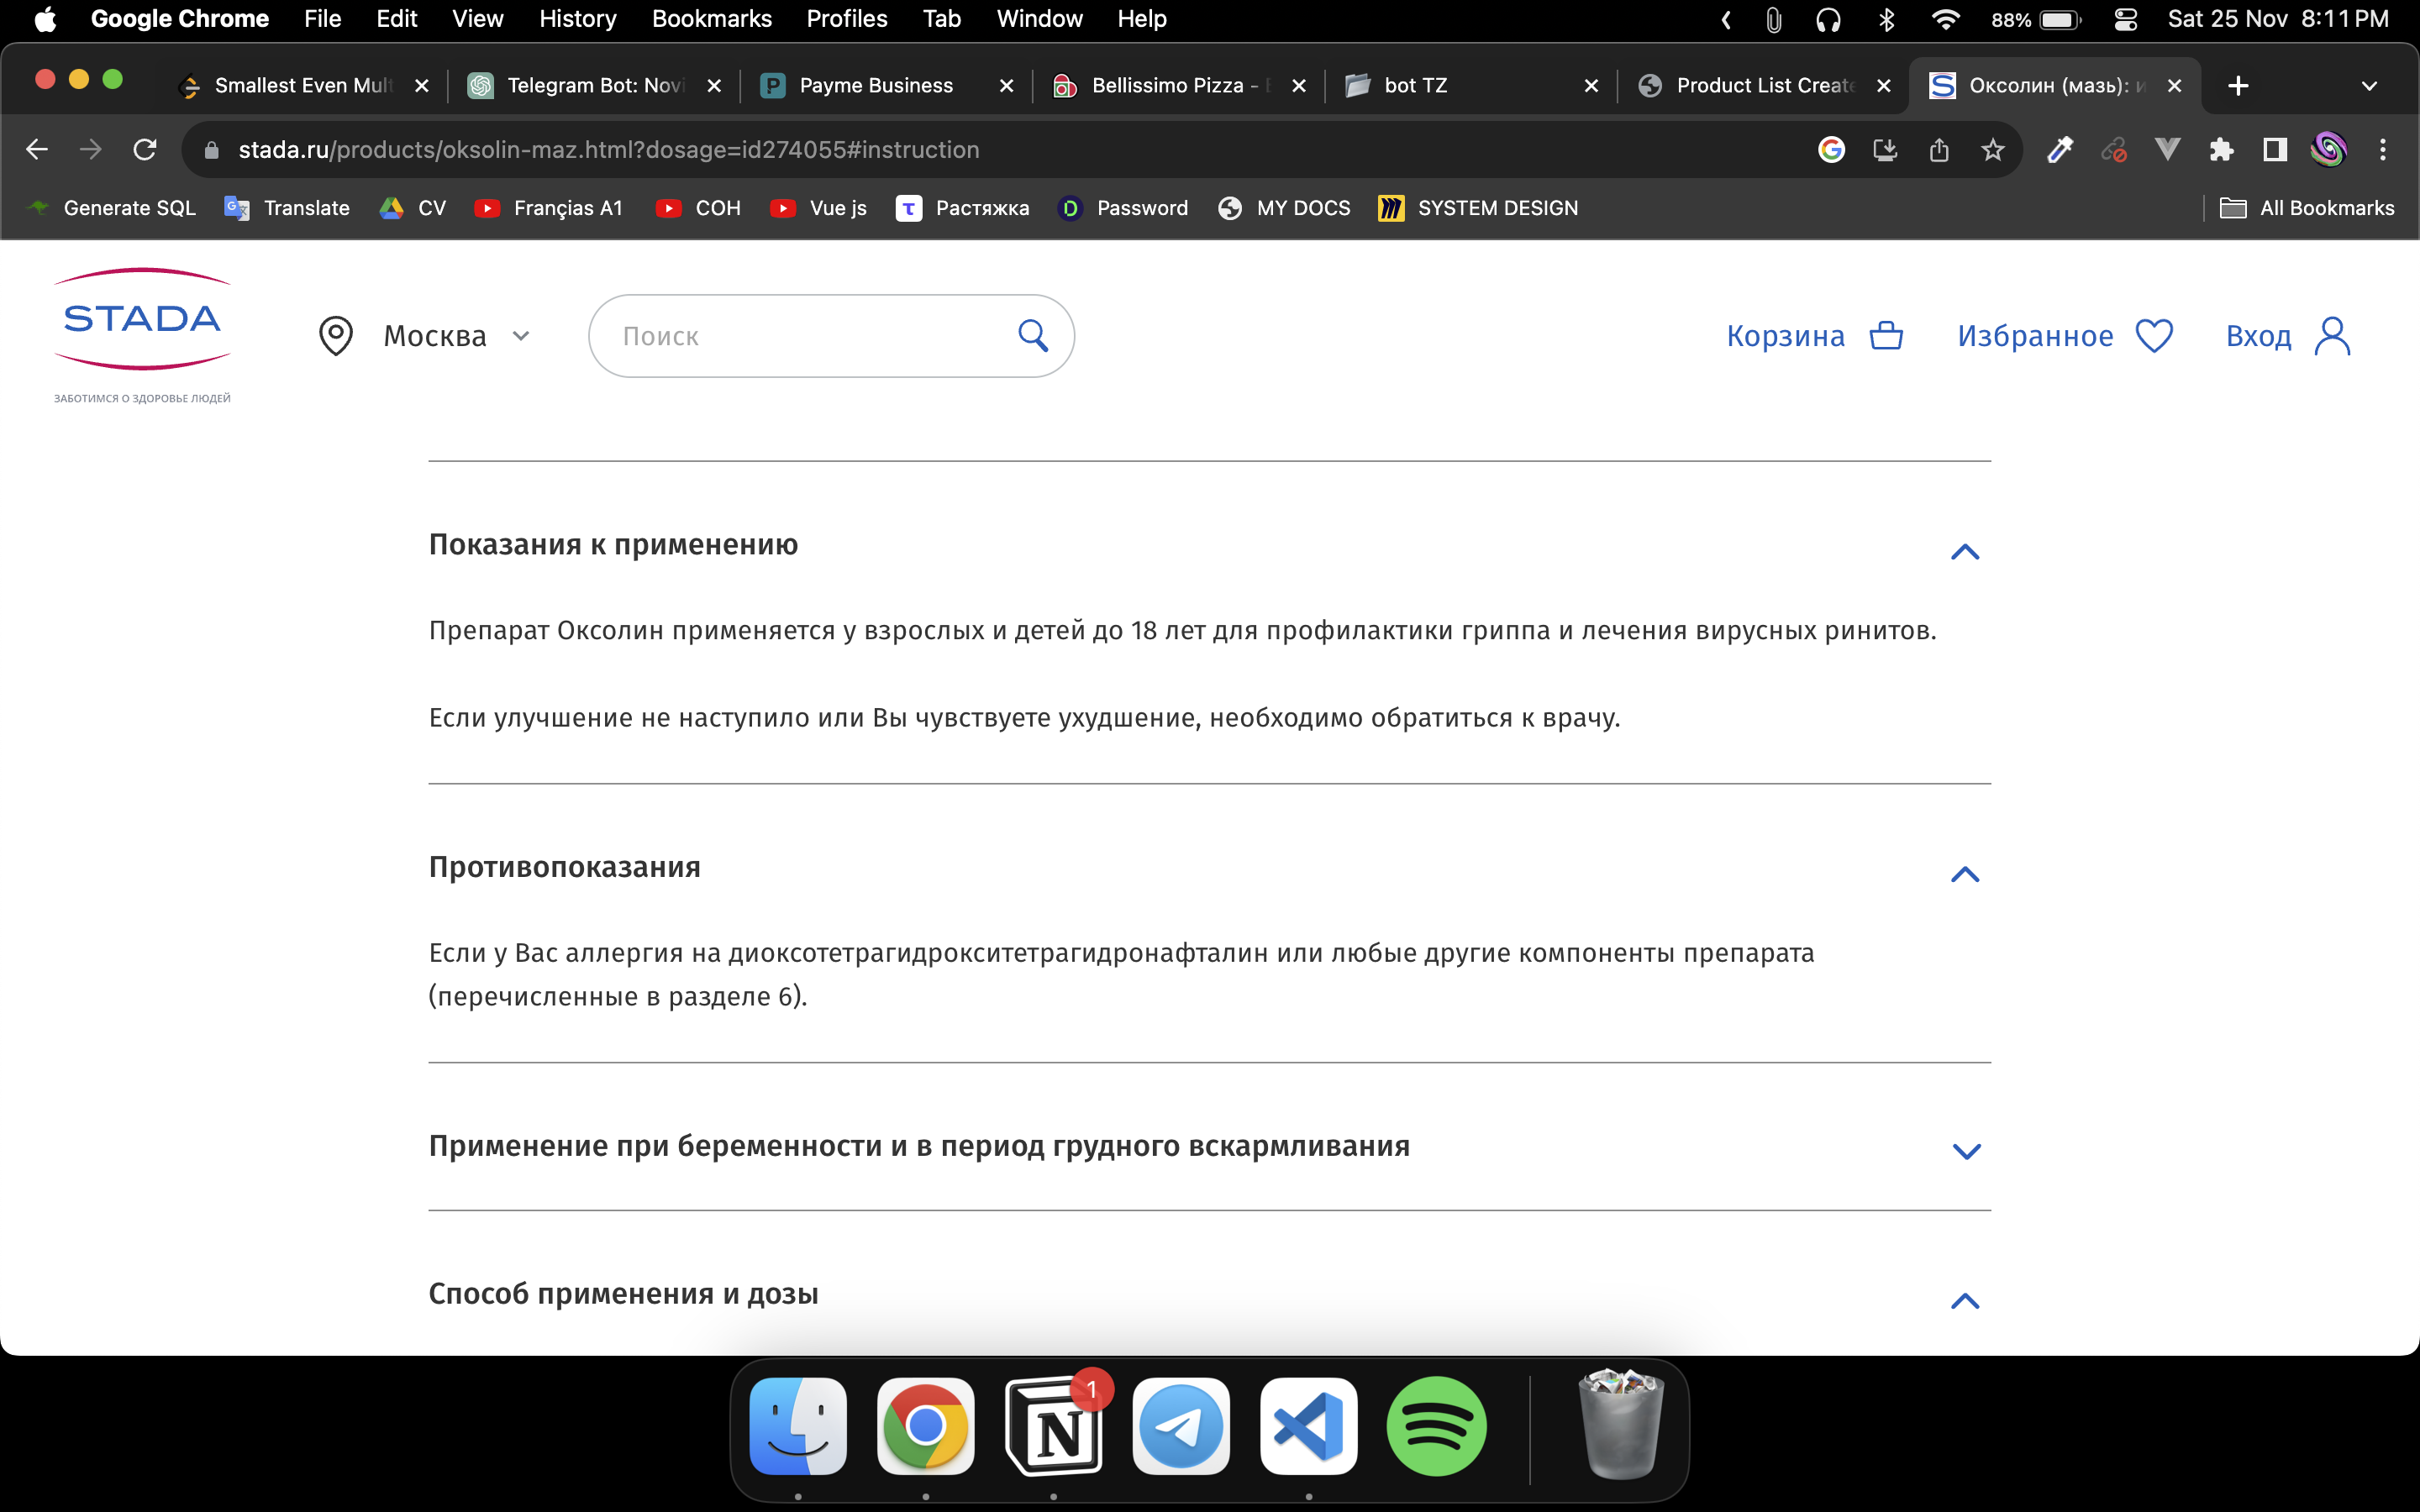 Google Chrome File Edit View History Bookmarks Profiles Tab Window Help 88% Sat 25 Nov 8:11 PM
Smallest Even Mult Telegram Bot: Novi Payme Business Bellissimo Pizza - bot TZ Product List Create Оксолин (мазь): и
stada.ru/products/oksolin-maz.html?dosage=id274055#instruction
Generate SQL Translate CV Françias A1 СОН Vue js Растяжка Password MY DOCS SYSTEM DESIGN All Bookmarks
STADA
ЗАБОТИМСЯ О ЗДОРОВЬЕ ЛЮДЕЙ
Москва Поиск Корзина Избранное Вход
Показания к применению
Препарат Оксолин применяется у взрослых и детей до 18 лет для профилактики гриппа и лечения вирусных ринитов.
Если улучшение не наступило или Вы чувствуете ухудшение, необходимо обратиться к врачу.
Противопоказания
Если у Вас аллергия на диоксотетрагидрокситетрагидронафталин или любые другие компоненты препарата
(перечисленные в разделе 6).
Применение при беременности и в период грудного вскармливания
Способ применения и дозы
1